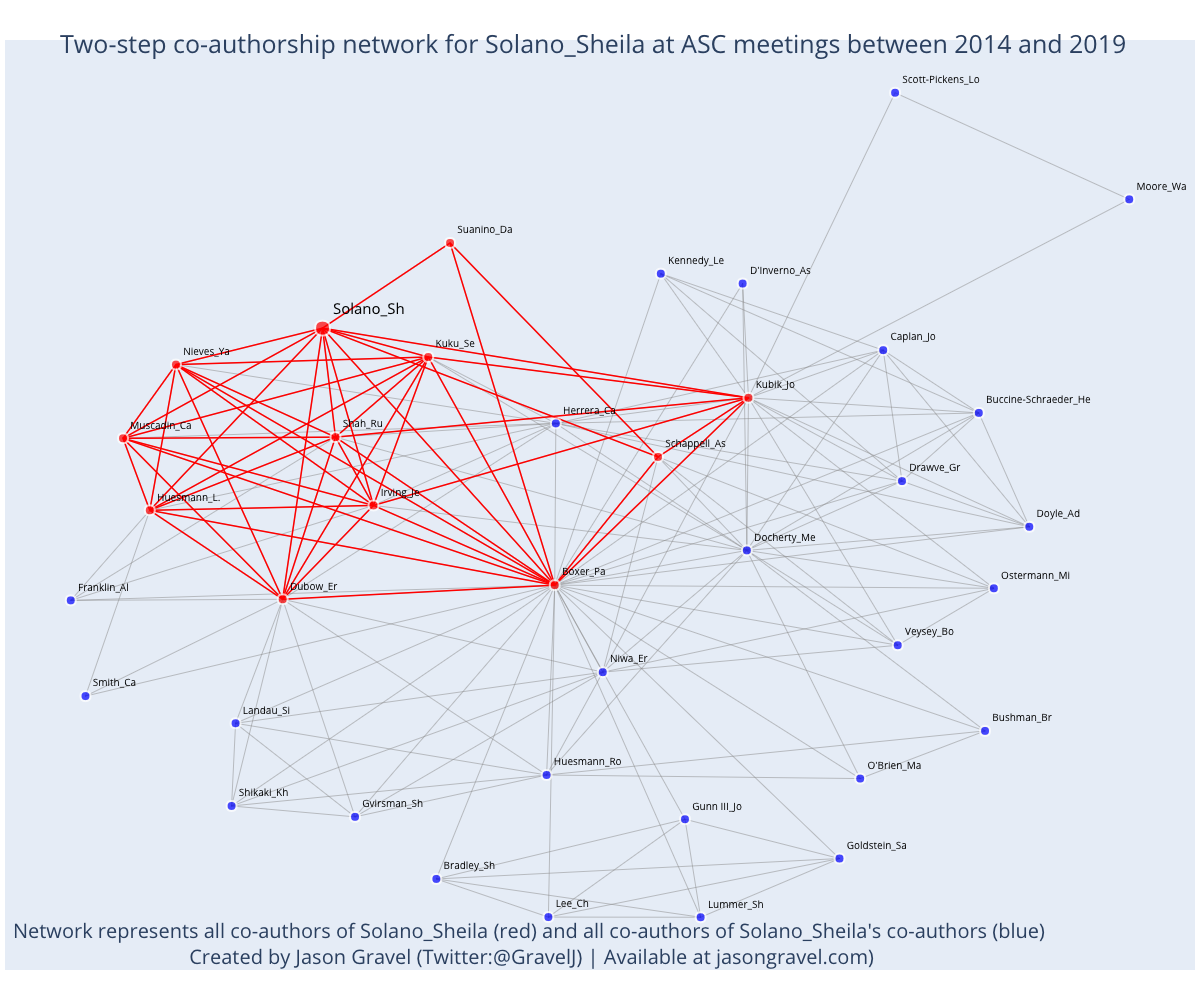 Two-step co-authorship network for Solano_Sheila at ASC meetings between 2014 and 2019
Scott-Pickens_Lo
Moore_Wa
Suanino_Da
Kennedy_Le
D'Inverno_As
Solano_Sh
Caplan_Jo
Nieves_Ya
Kuku_Se
Kubik_Jo
Buccine-Schraeder_He
Herrera_Ca
Muscadin_Ca
Shah_Ru
Schappell_As
Drawve_Gr
Huesmann_L.
Irving_Je
Doyle_Ad
Docherty_Me
Boxer_Pa
Ostermann_Mi
Franklin_Al
Dubow_Er
Veysey_Bo
Niwa_Er
Smith_Ca
Landau_Si
Bushman_Br
Huesmann_Ro
O'Brien_Ma
Shikaki_Kh
Gvirsman_Sh
Gunn III_Jo
Goldstein_Sa
Bradley_Sh
Lee_Ch
Lummer_Sh
Network represents all co-authors of Solano_Sheila (red) and all co-authors of Solano_Sheila's co-authors (blue)
Created by Jason Gravel (Twitter:@GravelJ) | Available at jasongravel.com)